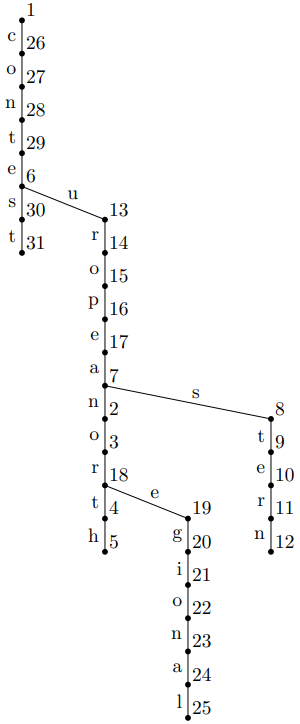 1
c 26
o 27
n 28
t 29
e 6
u
s 30
13
t 31
r 14
o 15
p 16
e 17
a 7
s
n 2
8
o 3
t 9
r 18
e 10
e
t 4
19
r 11
h 5
g 20
n 12
i 21
o 22
n 23
a 24
l 25